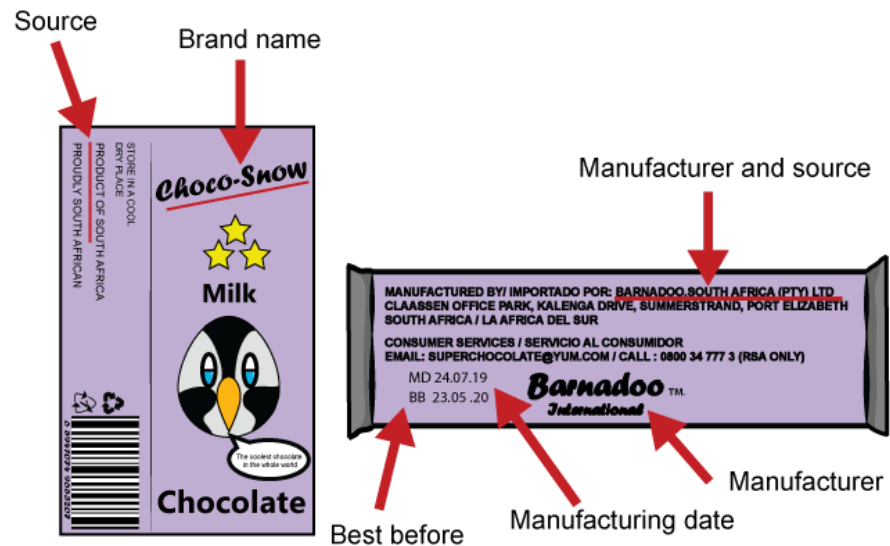 Source
Brand name
STORE IN A COOL
DRY PLACE
PRODUCT OF SOUTH AFRICA
PROUDLY SOUTH AFRICAN
Choco-Snow
Milk
The coolest chocolate
in the whole world
Chocolate
Manufacturer and source
MANUFACTURED BY/ IMPORTADO POR: BARNADOO.SOUTH AFRICA (PTY) LTD
CLAASSEN OFFICE PARK, KALENGA DRIVE, SUMMERSTRAND, PORT ELIZABETH
SOUTH AFRICA / LA AFRICA DEL SUR
CONSUMER SERVICES / SERVICIO AL CONSUMIDOR
EMAIL: SUPERCHOCOLATE@YUM.COM / CALL : 0800 34 777 3 (RSA ONLY)
MD 24.07.19
BB 23.05 .20
Barnadoo TM.
International
Best before
Manufacturing date
Manufacturer